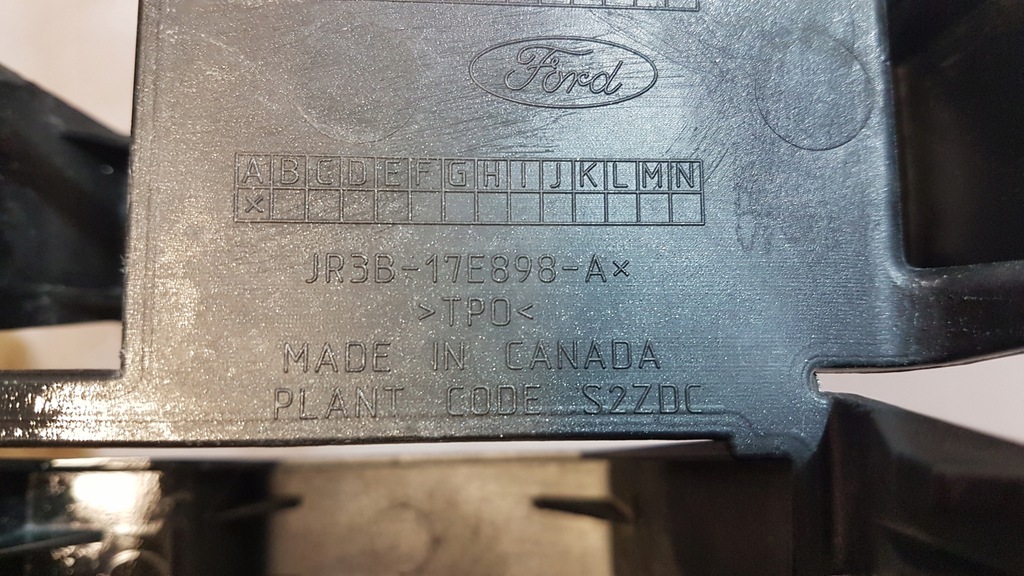 Ford
A B C D E F G H I J K L M N
×
JR3B-17E898-A×
>TPO<
MADE IN CANADA
PLANT CODE S2ZDC